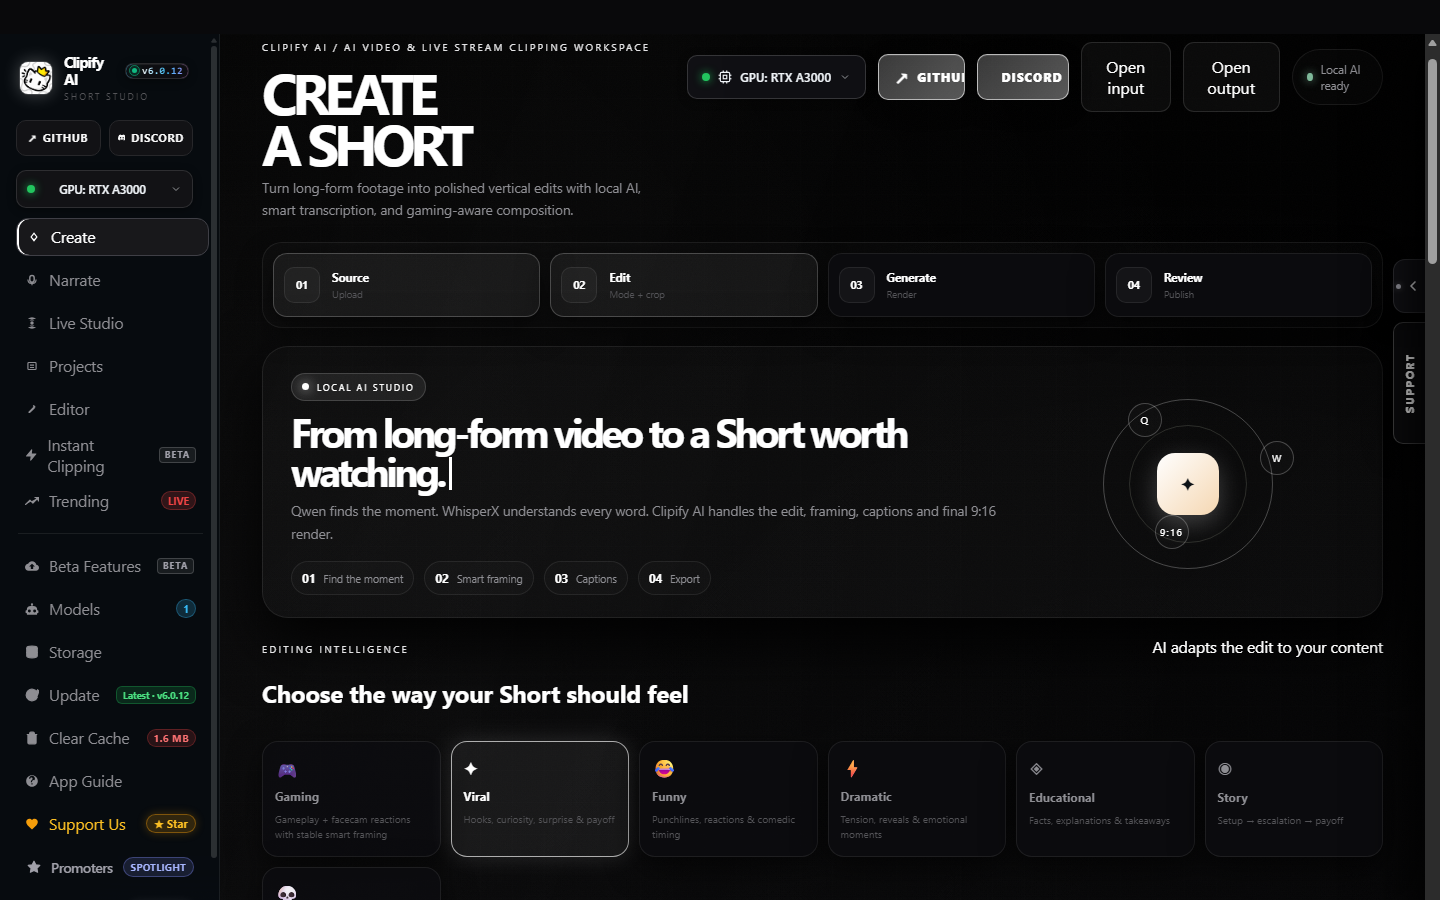 Clipify AI
v6.0.12
SHORT STUDIO
↗ GITHUB
DISCORD
GPU: RTX A3000
Create
Narrate
Live Studio
Projects
Editor
Instant Clipping
BETA
Trending
LIVE
Beta Features
BETA
Models
1
Storage
Update
Latest · v6.0.12
Clear Cache
1.6 MB
App Guide
Support Us
★ Star
Promoters
SPOTLIGHT
CLIPIFY AI / AI VIDEO & LIVE STREAM CLIPPING WORKSPACE
CREATE
A SHORT
Turn long-form footage into polished vertical edits with local AI,
smart transcription, and gaming-aware composition.
GPU: RTX A3000
↗ GITHU
DISCORD
Open
input
Open
output
Local AI
ready
01
Source
Upload
02
Edit
Mode + crop
03
Generate
Render
04
Review
Publish
SUPPORT
LOCAL AI STUDIO
From long-form video to a Short worth
watching.
Qwen finds the moment. WhisperX understands every word. Clipify AI handles the edit, framing, captions and final 9:16
render.
01 Find the moment
02 Smart framing
03 Captions
04 Export
Q
W
9:16
EDITING INTELLIGENCE
AI adapts the edit to your content
Choose the way your Short should feel
Gaming
Gameplay + facecam reactions
with stable smart framing
Viral
Hooks, curiosity, surprise & payoff
Funny
Punchlines, reactions & comedic
timing
Dramatic
Tension, reveals & emotional
moments
Educational
Facts, explanations & takeaways
Story
Setup → escalation → payoff